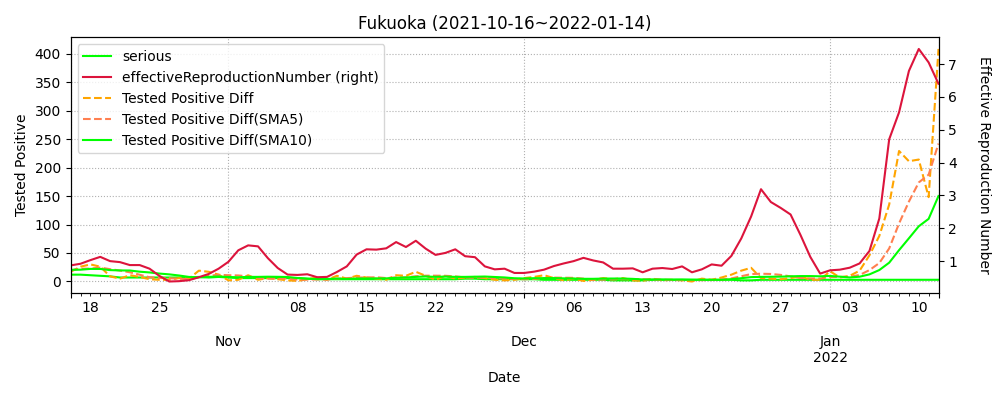 Fukuoka (2021-10-16~2022-01-14)
serious
effectiveReproductionNumber (right)
Tested Positive Diff
Tested Positive Diff(SMA5)
Tested Positive Diff(SMA10)
Tested Positive
400
350
300
250
200
150
100
50
0
Effective Reproduction Number
7
6
5
4
3
2
1
18 25 08 15 22 29 06 13 20 27 03 10
Nov Dec Jan
2022
Date